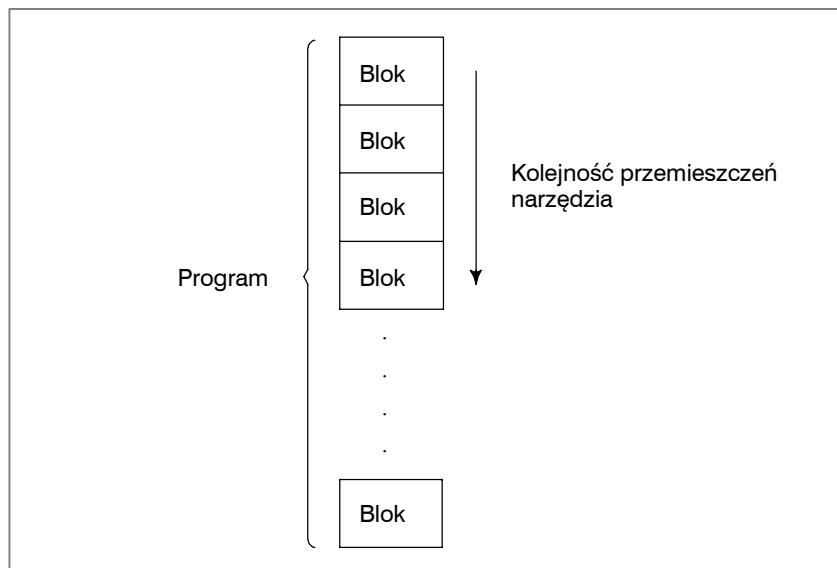 Blok
Blok
Blok
Blok
Blok
Program
Kolejność przemieszczeń
narzędzia